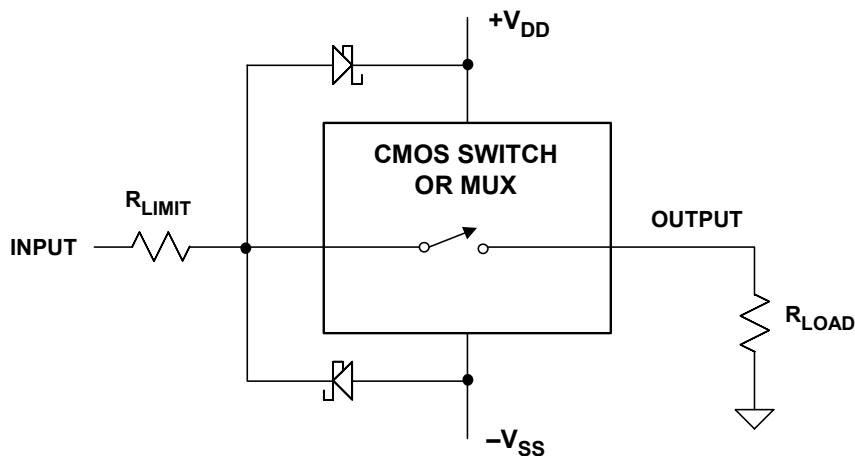 +VDD
CMOS SWITCH
OR MUX
RLIMIT
INPUT
OUTPUT
RLOAD
–VSS